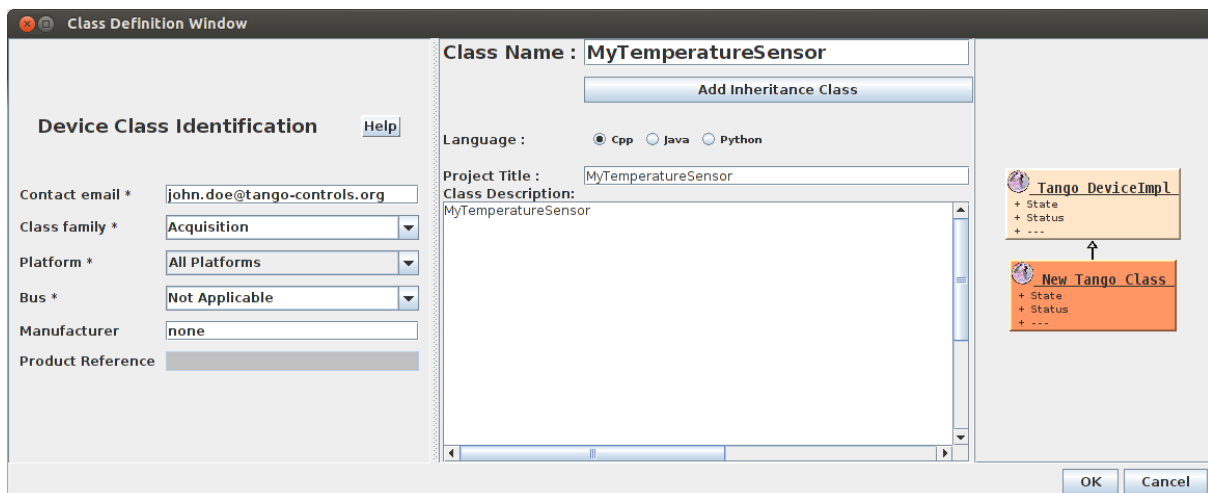 Class Definition Window
Device Class Identification
Help
Contact email *
john.doe@tango-controls.org
Class family *
Acquisition
Platform *
All Platforms
Bus *
Not Applicable
Manufacturer
none
Product Reference
Class Name :
MyTemperatureSensor
Add Inheritance Class
Language :
Cpp
Java
Python
Project Title :
MyTemperatureSensor
Class Description:
MyTemperatureSensor
Tango DeviceImpl
+ State
+ Status
+ ---
New Tango Class
+ State
+ Status
+ ---
OK
Cancel